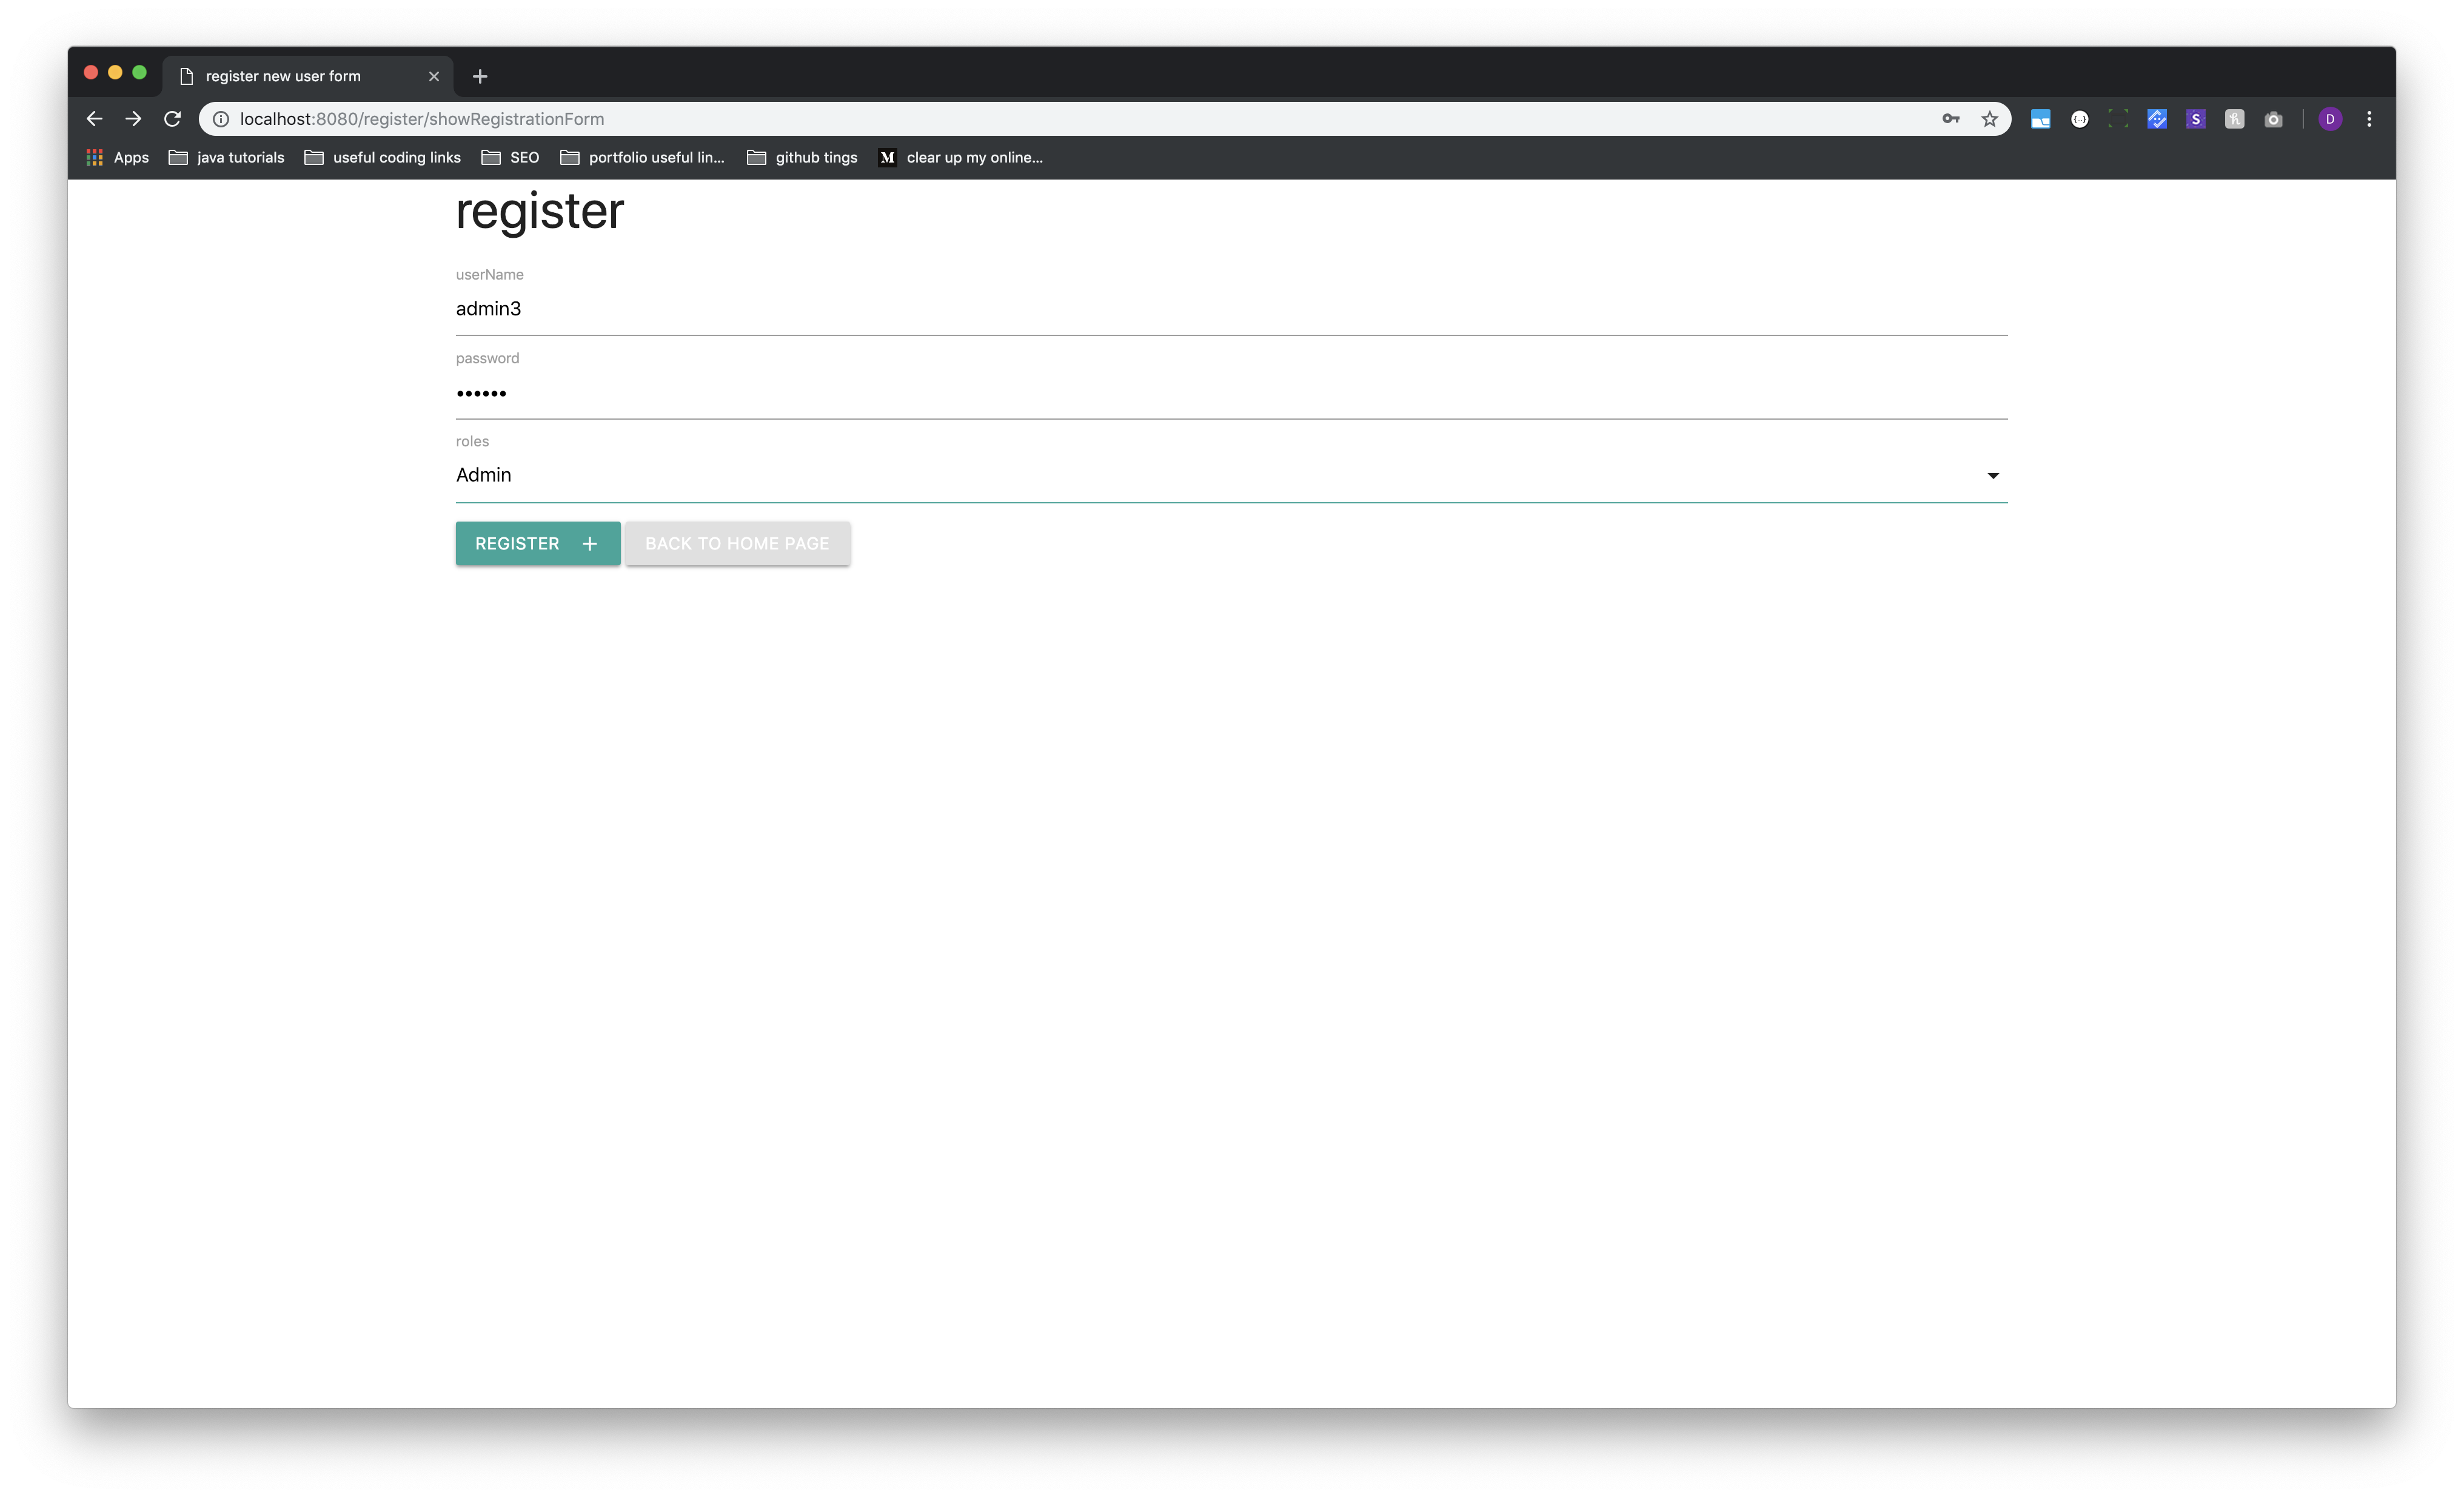 register new user form
localhost:8080/register/showRegistrationForm
D
Apps java tutorials useful coding links SEO portfolio useful lin... github tings M clear up my online...
register
userName
admin3
password
••••••
roles
Admin
REGISTER + BACK TO HOME PAGE